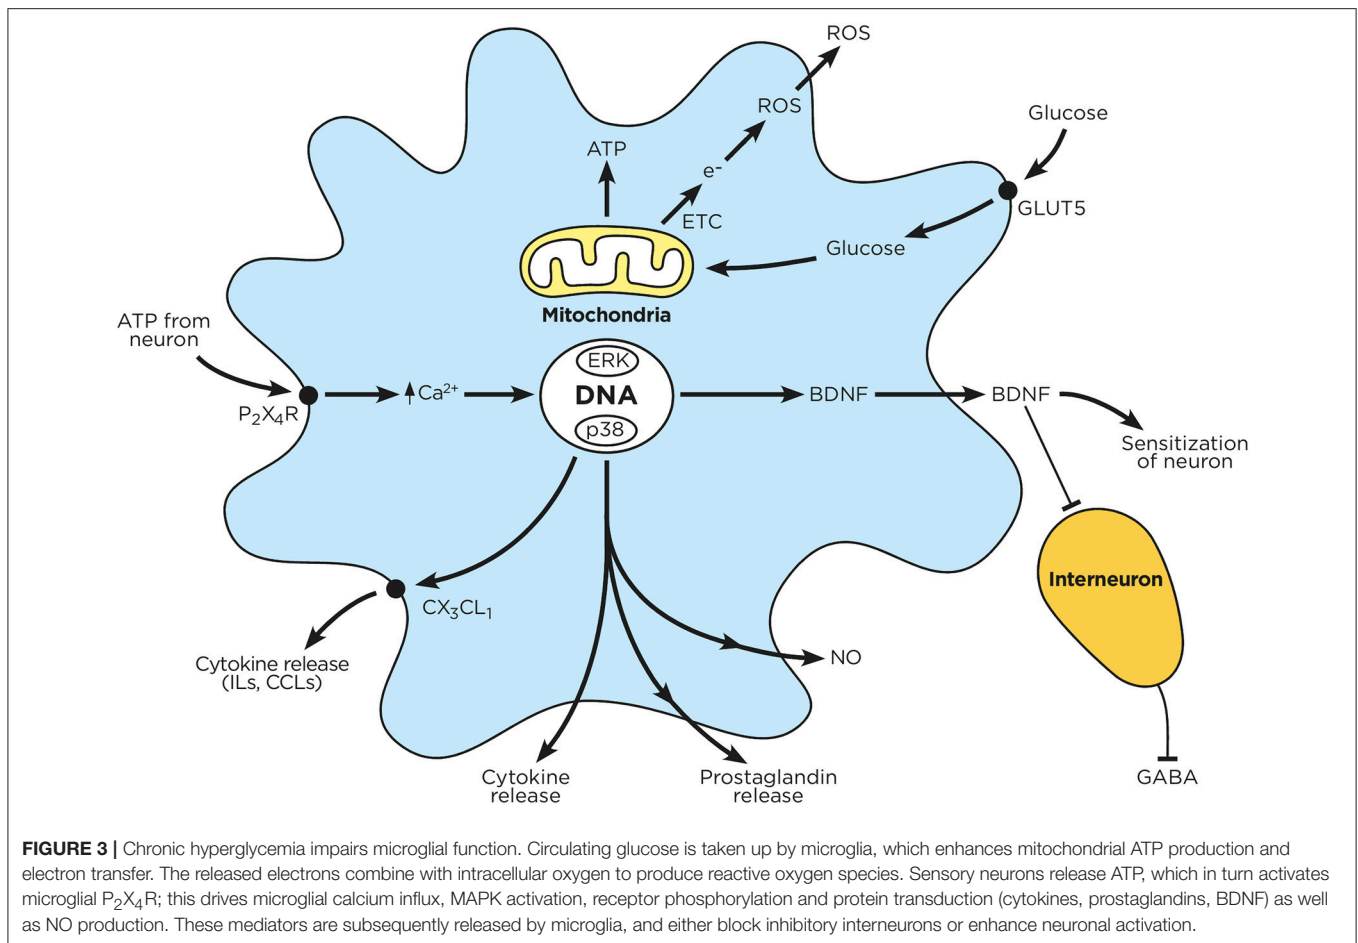 ROS
ROS
Glucose
ATP
e-
ETC
GLUT5
Glucose
Mitochondria
ATP from
neuron
ERK
DNA
p38
P₂X₄R
Ca²⁺
BDNF
BDNF
Sensitization
of neuron
Interneuron
CX₃CL₁
Cytokine release
(ILs, CCLs)
NO
Cytokine
release
Prostaglandin
release
GABA
FIGURE 3 | Chronic hyperglycemia impairs microglial function. Circulating glucose is taken up by microglia, which enhances mitochondrial ATP production and
electron transfer. The released electrons combine with intracellular oxygen to produce reactive oxygen species. Sensory neurons release ATP, which in turn activates
microglial P₂X₄R; this drives microglial calcium influx, MAPK activation, receptor phosphorylation and protein transduction (cytokines, prostaglandins, BDNF) as well
as NO production. These mediators are subsequently released by microglia, and either block inhibitory interneurons or enhance neuronal activation.